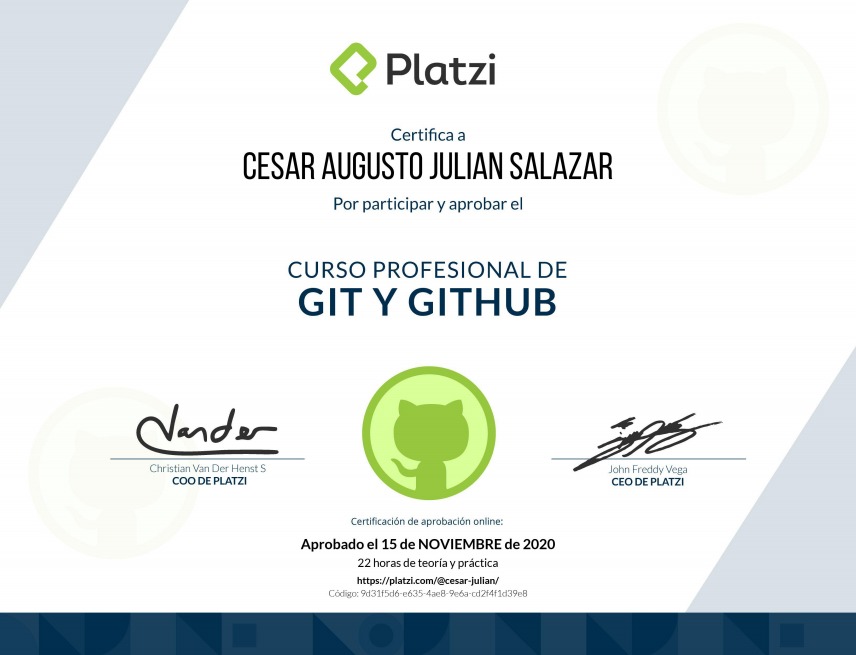 Platzi
Certifica a
CESAR AUGUSTO JULIAN SALAZAR
Por participar y aprobar el
CURSO PROFESIONAL DE
GIT Y GITHUB
Vander
Christian Van Der Henst S
COO DE PLATZI
John Freddy Vega
CEO DE PLATZI
Certificación de aprobación online:
Aprobado el 15 de NOVIEMBRE de 2020
22 horas de teoría y práctica
https://platzi.com/@cesar-julian/
Código: 9d31f5d6-e635-4ae8-9e6a-cd2f4f1d39e8